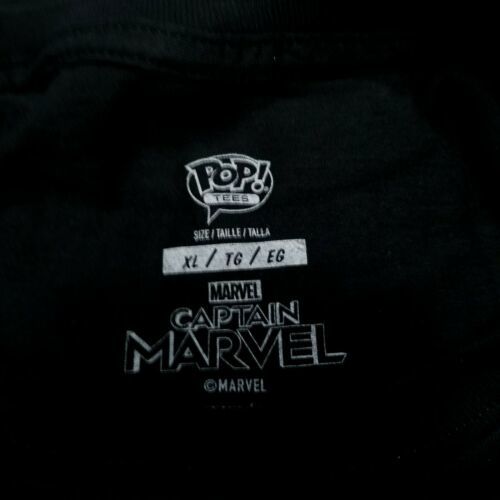 POP!
TEES
SIZE / TAILLE / TALLA
XL / TG / EG
MARVEL
CAPTAIN
MARVEL
©MARVEL